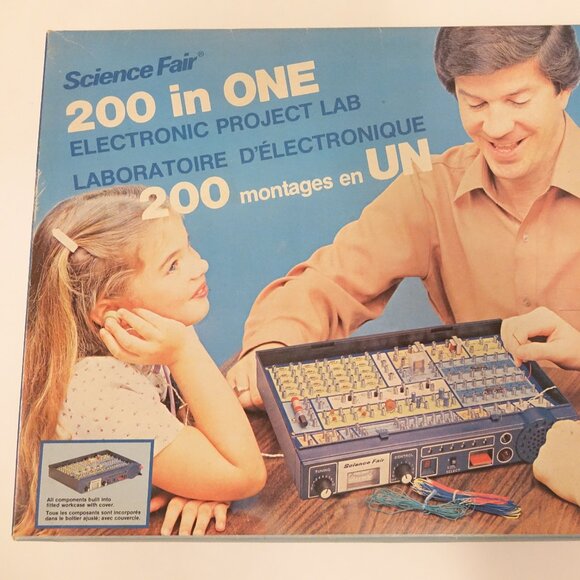 Science Fair®
200 in ONE
ELECTRONIC PROJECT LAB
LABORATOIRE D'ÉLECTRONIQUE
200 montages en UN
TUNING
Science Fair
CONTROL
All components built into
fitted workcase with cover.
Tous les composants sont incorporés
dans le boîtier ajusté; avec couvercle.